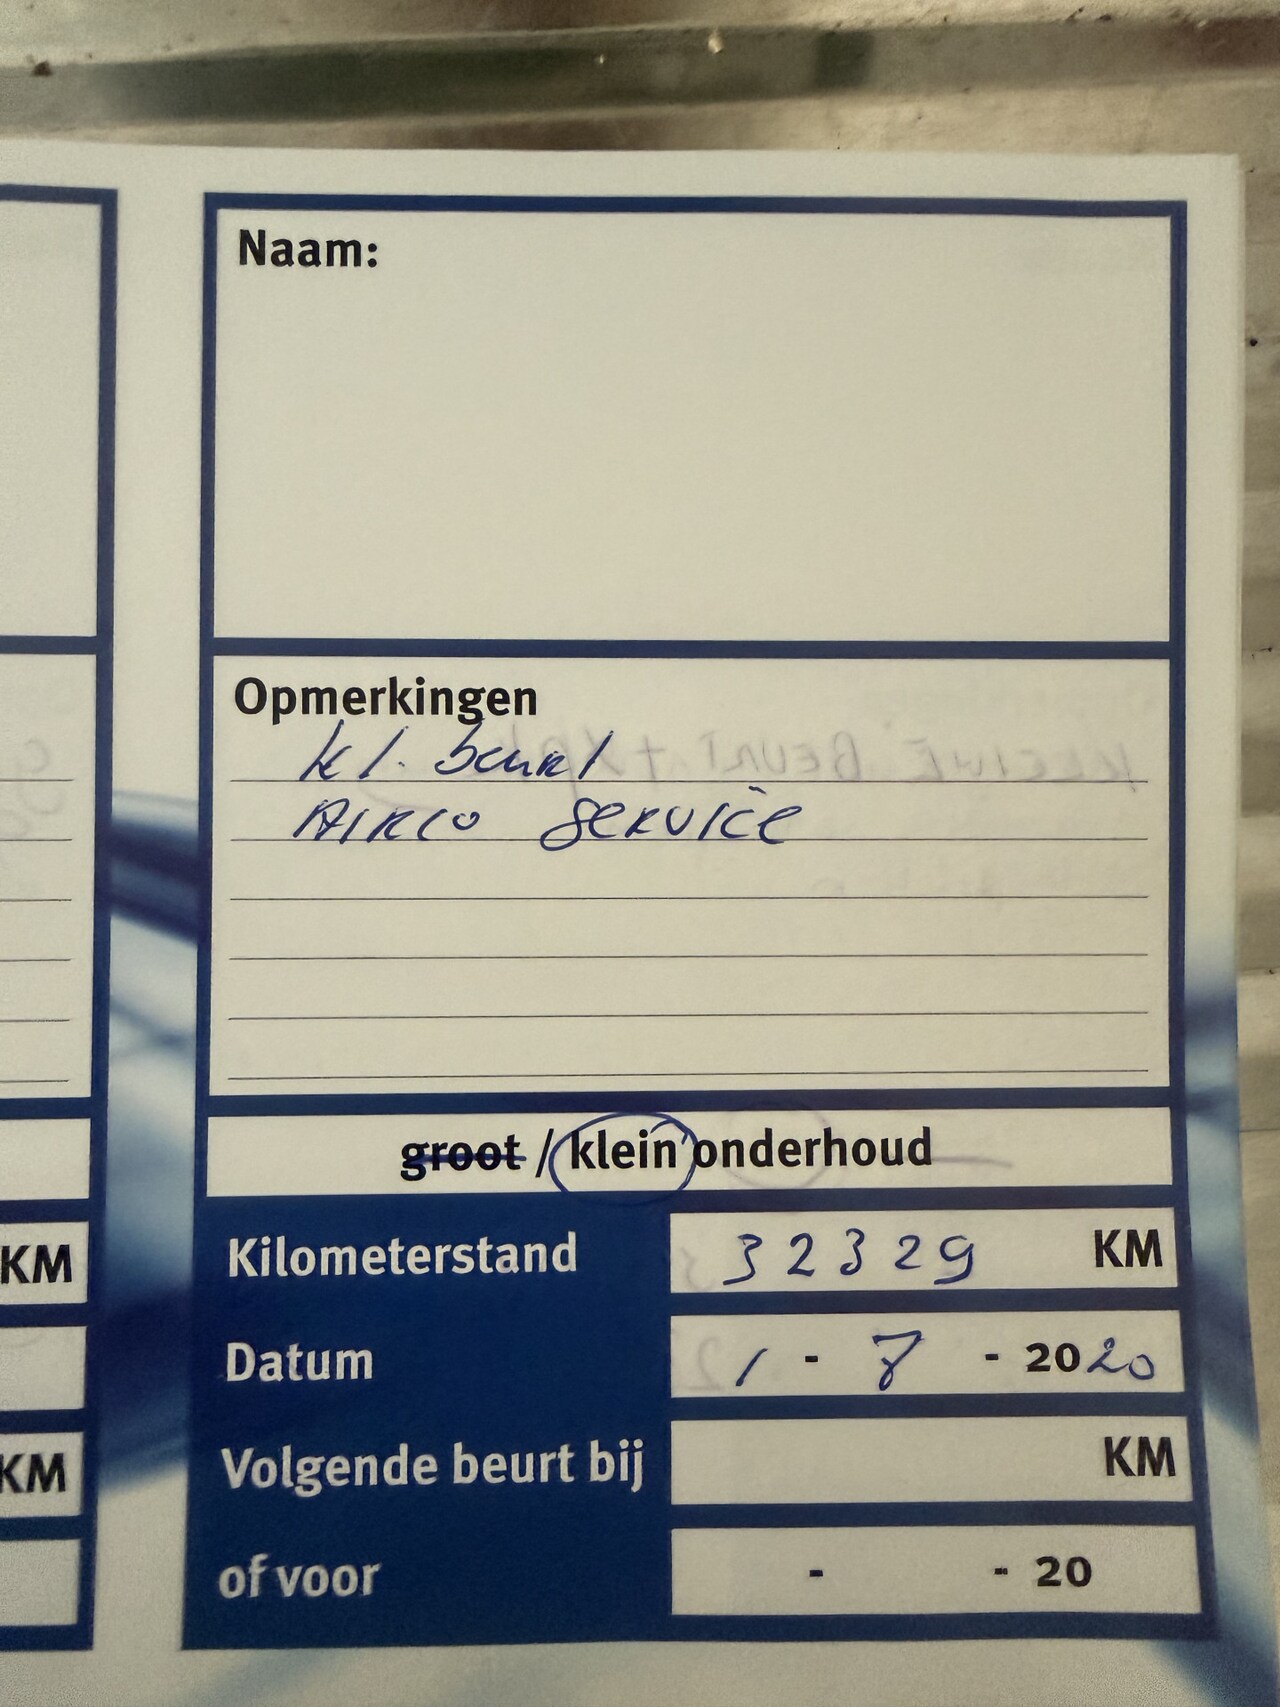 Naam:
Opmerkingen
kl. beurt
AIRCO SERVICE
groot / klein onderhoud
Kilometerstand 32329 KM
Datum 1 - 7 - 2020
Volgende beurt bij KM
of voor - - 20
KM
KM